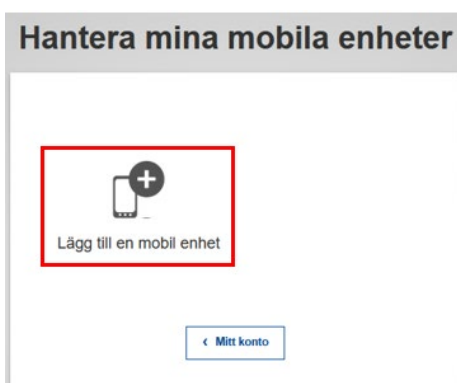 Hantera mina mobila enheter
Lägg till en mobil enhet
‹ Mitt konto